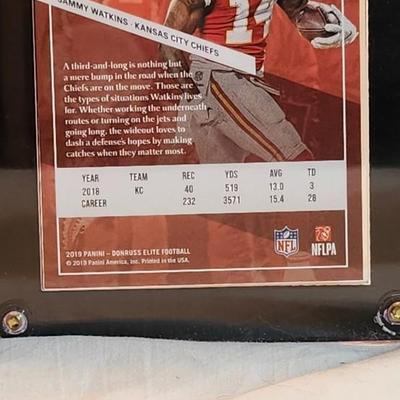 SAMMY WATKINS - KANSAS CITY CHIEFS
A third-and-long is nothing but
a mere bump in the road when the
Chiefs are on the move. Those are
the types of situations Watkins lives
for. Whether working the underneath
routes or turning on the jets and
going long, the wideout loves to
dash a defense's hopes by making
catches when they matter most.
YEAR TEAM REC YDS AVG TD
2018 KC 40 519 13.0 3
CAREER 232 3571 15.4 28
2019 PANINI – DONRUSS ELITE FOOTBALL
© 2019 Panini America, Inc. Printed in the USA.
NFL
NFLPA